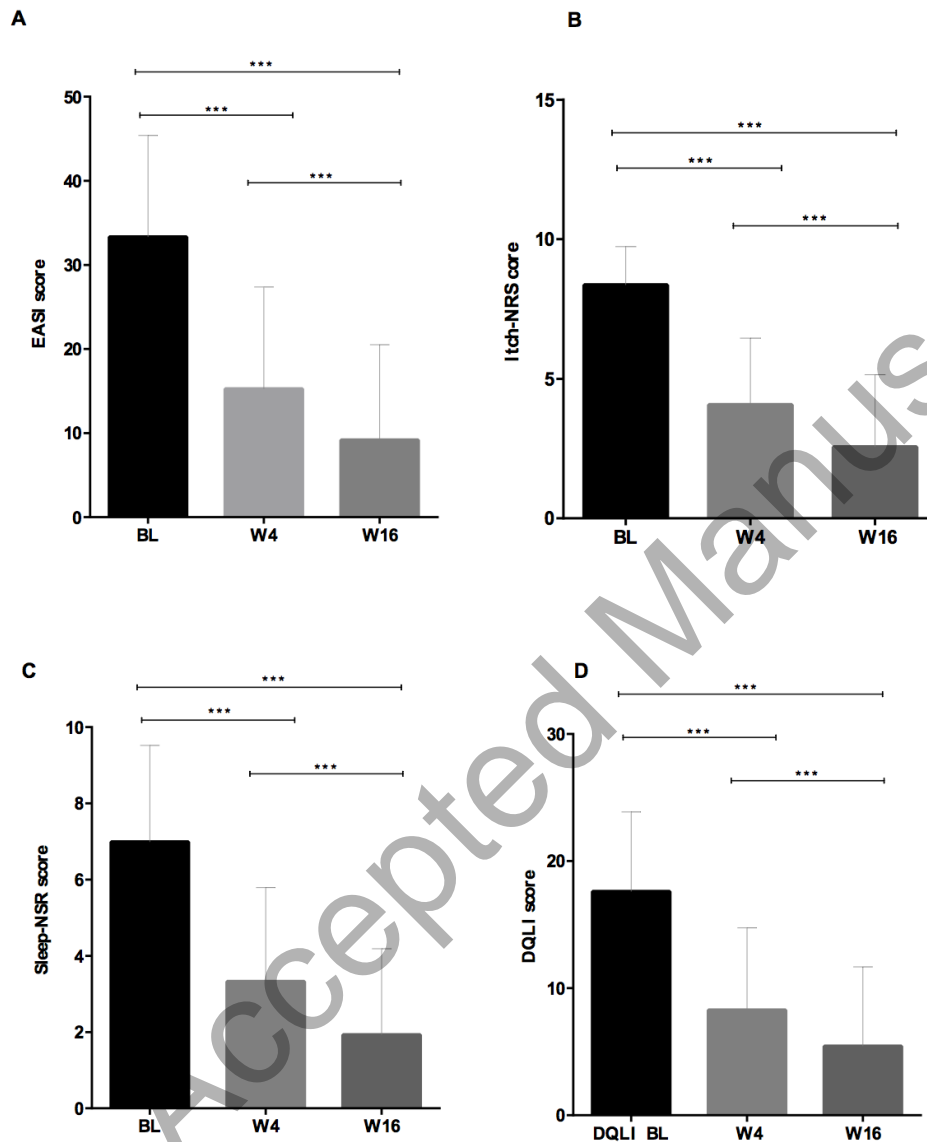 A
***
***
***
50
40
30
20
10
0
EASI score
BL
W4
W16
B
***
***
***
15
10
5
0
Itch-NRS core
BL
W4
W16
C
***
***
***
10
8
6
4
2
0
Sleep-NSR score
BL
W4
W16
D
***
***
***
30
20
10
0
DQLI score
DQLI BL
W4
W16
Accepted Manus